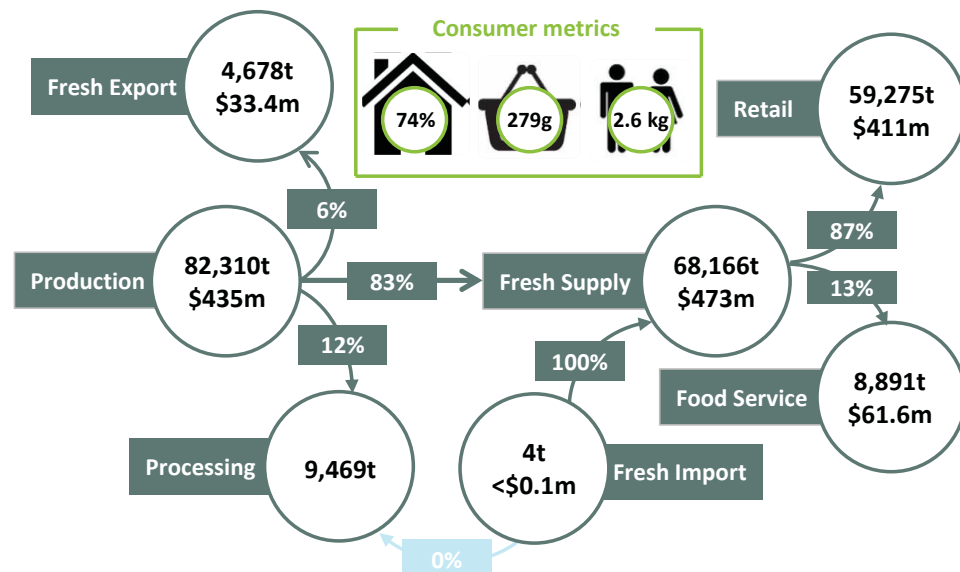 Consumer metrics
Fresh Export
4,678t
$33.4m
74%
279g
2.6 kg
Retail
59,275t
$411m
6%
87%
Production
82,310t
$435m
83%
Fresh Supply
68,166t
$473m
13%
12%
100%
Food Service
8,891t
$61.6m
Processing
9,469t
4t
<$0.1m
Fresh Import
0%